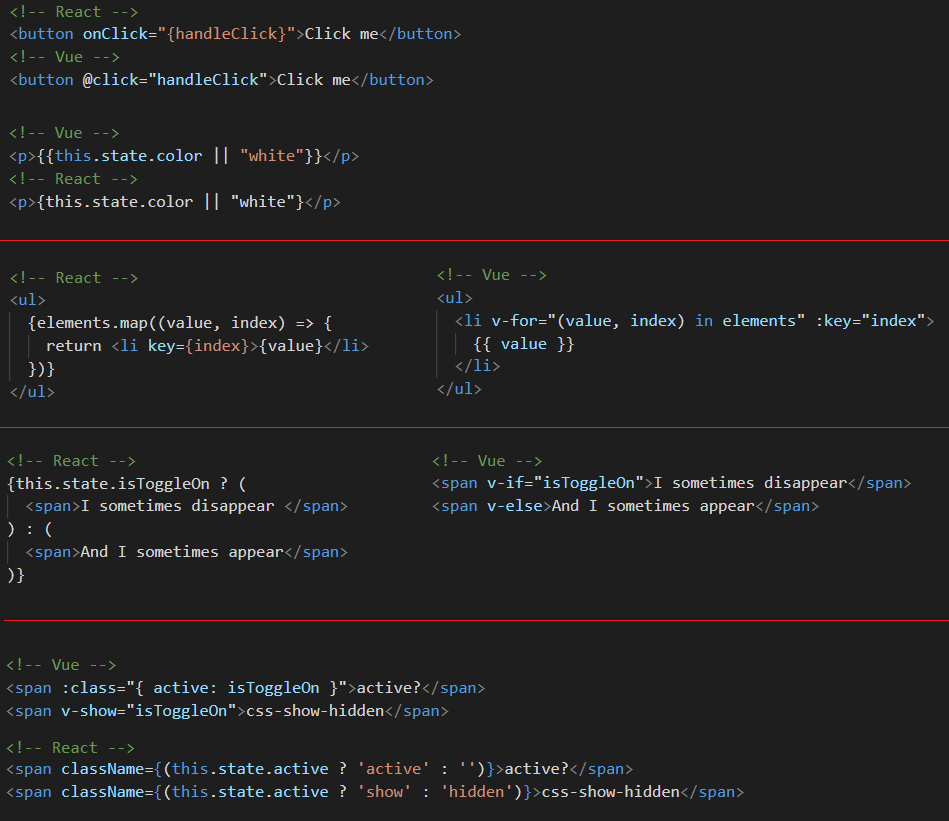 <!-- React -->
<button onClick="{handleClick}">Click me</button>
<!-- Vue -->
<button @click="handleClick">Click me</button>
<!-- Vue -->
<p>{{this.state.color || "white"}}</p>
<!-- React -->
<p>{this.state.color || "white"}</p>
<!-- React -->
<ul>
{elements.map((value, index) => {
return <li key={index}>{value}</li>
})}
</ul>
<!-- Vue -->
<ul>
<li v-for="(value, index) in elements" :key="index">
{{ value }}
</li>
</ul>
<!-- React -->
{this.state.isToggleOn ? (
<span>I sometimes disappear </span>
) : (
<span>And I sometimes appear</span>
)}
<!-- Vue -->
<span v-if="isToggleOn">I sometimes disappear</span>
<span v-else>And I sometimes appear</span>
<!-- Vue -->
<span :class="{ active: isToggleOn }">active?</span>
<span v-show="isToggleOn">css-show-hidden</span>
<!-- React -->
<span className={(this.state.active ? 'active' : '')}>active?</span>
<span className={(this.state.active ? 'show' : 'hidden')}>css-show-hidden</span>